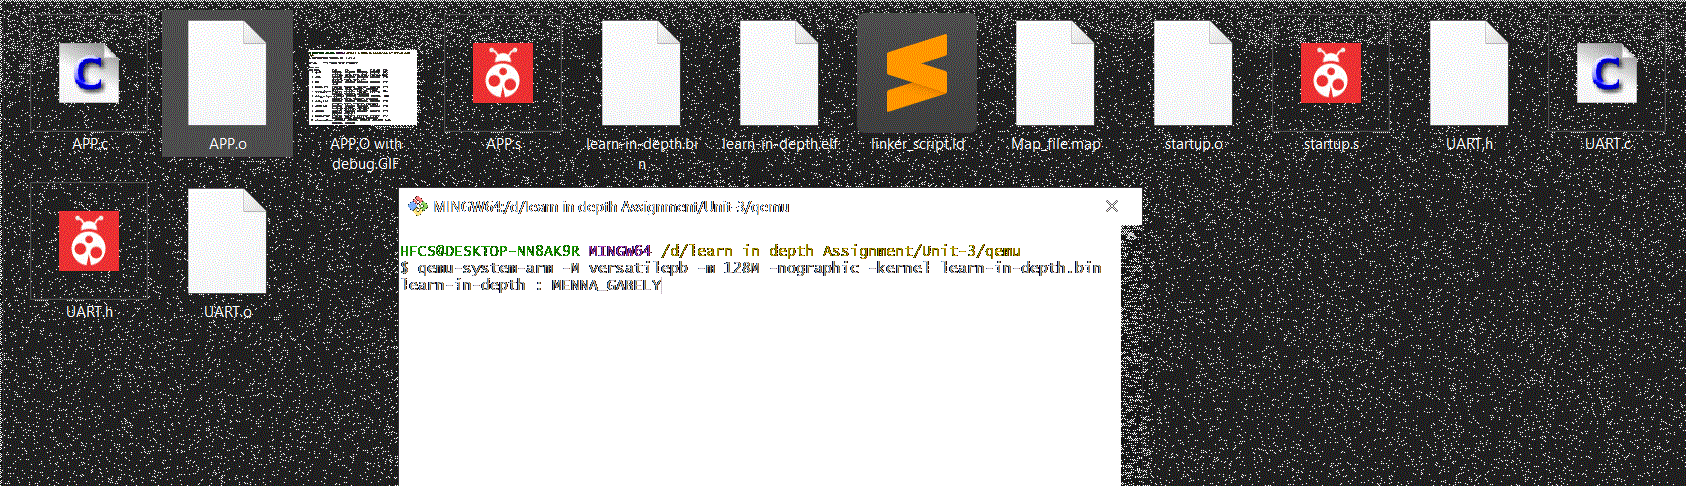 APP.c
APP.o
APP.O with
debug.GIF
APP.s
learn-in-depth.bi
n
learn-in-depth.elf
linker_script.ld
Map_file.map
startup.o
startup.s
UART.h
UART.c
UART.h
UART.o
MINGW64:/d/learn in depth Assignment/Unit-3/qemu
HFCS@DESKTOP-NN8AK9R MINGW64 /d/learn in depth Assignment/Unit-3/qemu
$ qemu-system-arm -M versatilepb -m 128M -nographic -kernel learn-in-depth.bin
learn-in-depth : MENNA_GABELY